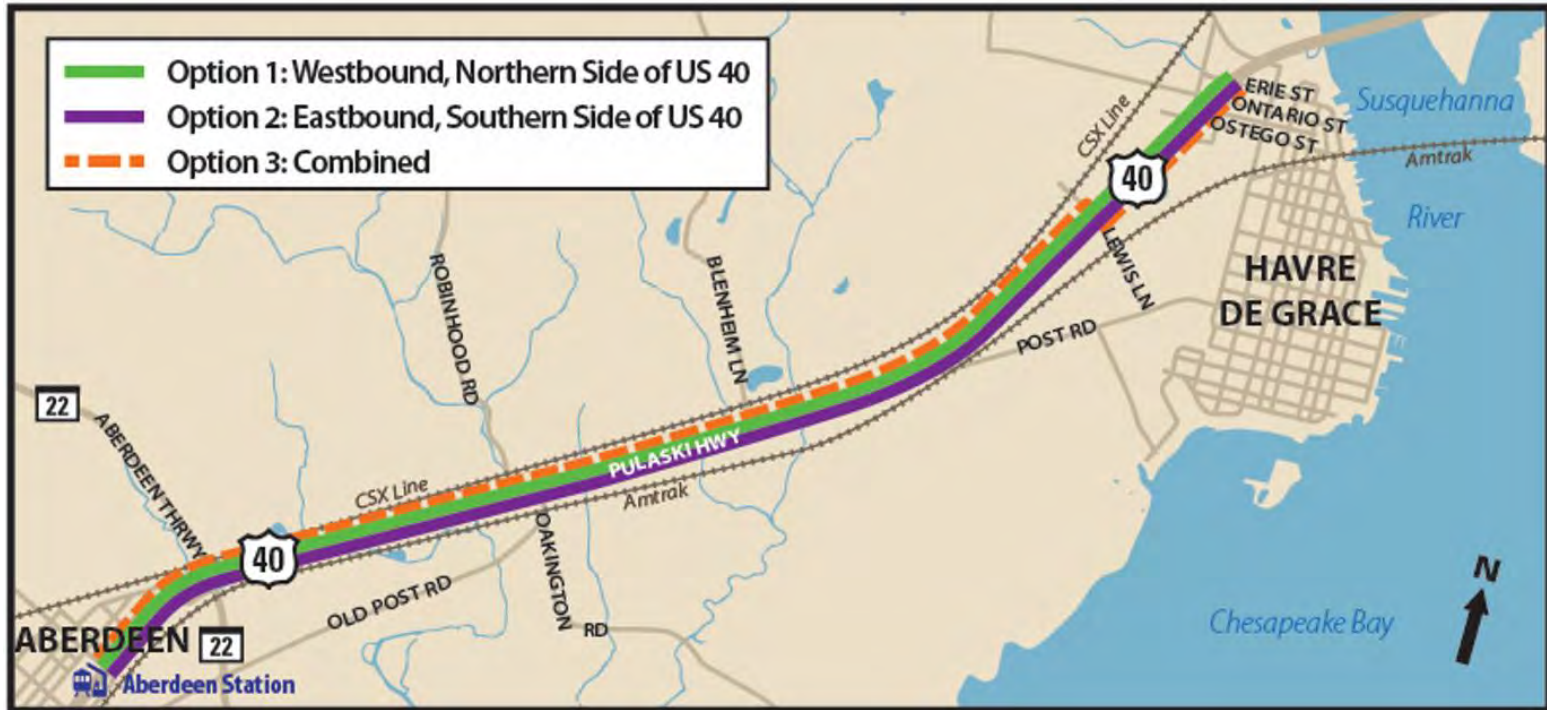 Option 1: Westbound, Northern Side of US 40
Option 2: Eastbound, Southern Side of US 40
Option 3: Combined
ERIE ST
ONTARIO ST
OSTEGO ST
Susquehanna
River
CSX Line
Amtrak
40
LEWIS LN
HAVRE
DE GRACE
POST RD
ROBINHOOD RD
BLENHEIM LN
22
ABERDEEN THRWY
CSX Line
PULASKI HWY
Amtrak
40
OLD POST RD
OAKINGTON
RD
ABERDEEN
22
Aberdeen Station
Chesapeake Bay
N